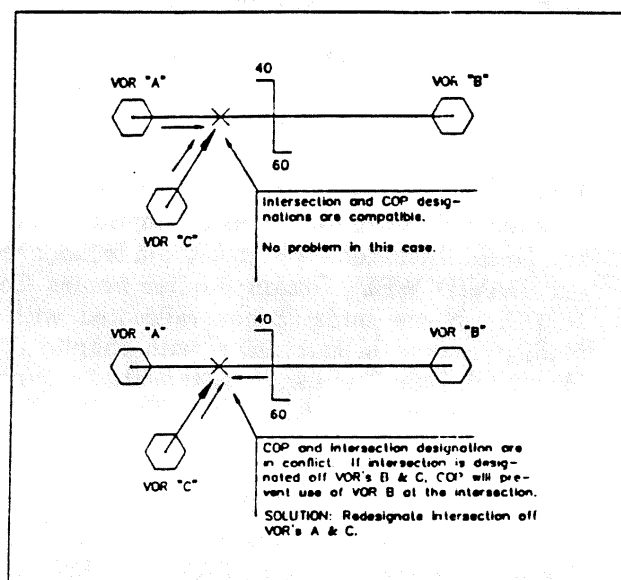 40
VOR "A"
VOR "B"
60
VOR "C"
Intersection and COP desig-
nations are compatible.
No problem in this case.
VOR "A"
40
VOR "B"
60
VOR "C"
COP and intersection designation are
in conflict. If intersection is desig-
nated off VOR's B & C, COP will pre-
vent use of VOR B at the intersection.
SOLUTION: Redesignate intersection off
VOR's A & C.